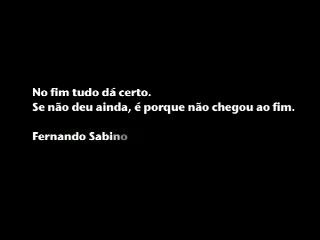 No fim tudo dá certo.
Se não deu ainda, é porque não chegou ao fim.
Fernando Sabino